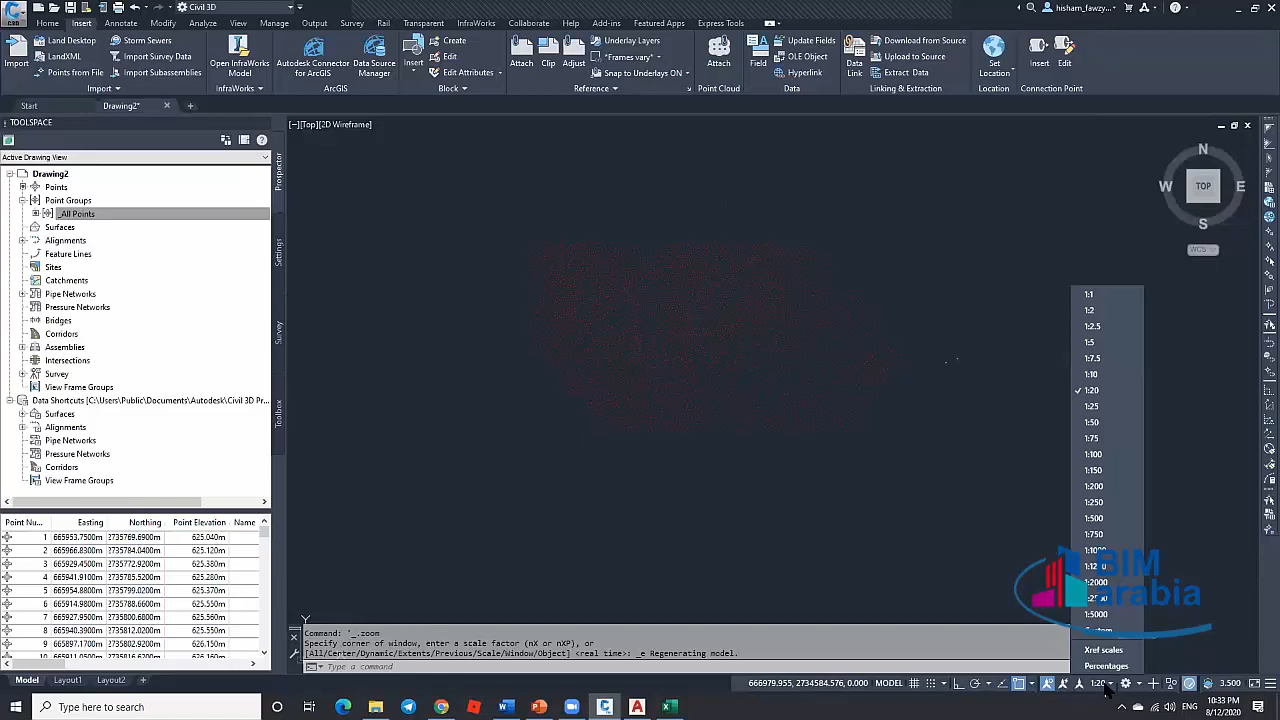 C3D
Civil 3D
hisham_fawzy...
Home Insert Annotate Modify Analyze View Manage Output Survey Rail Transparent InfraWorks Collaborate Help Add-ins Featured Apps Express Tools
Import
Land Desktop
LandXML
Points from File
Storm Sewers
Import Survey Data
Import Subassemblies
Import
Open InfraWorks Model
InfraWorks
Autodesk Connector for ArcGIS
Data Source Manager
ArcGIS
Insert
Create
Edit
Edit Attributes
Block
Attach
Clip
Adjust
Underlay Layers
*Frames vary*
Snap to Underlays ON
Reference
Attach
Point Cloud
Field
Update Fields
OLE Object
Hyperlink
Data
Data Link
Download from Source
Upload to Source
Extract Data
Linking & Extraction
Set Location
Location
Insert
Edit
Connection Point
Start
Drawing2*
TOOLSPACE
Active Drawing View
Drawing2
Points
Point Groups
_All Points
Surfaces
Alignments
Feature Lines
Sites
Catchments
Pipe Networks
Pressure Networks
Bridges
Corridors
Assemblies
Intersections
Survey
View Frame Groups
Data Shortcuts [C:\Users\Public\Documents\Autodesk\Civil 3D Pr...
Surfaces
Alignments
Pipe Networks
Pressure Networks
Corridors
View Frame Groups
Prospector
Settings
Survey
Toolbox
Point Nu... Easting Northing Point Elevation Name
1 665953.7500m 2735769.6900m 625.040m
2 665966.8300m 2735784.0400m 625.120m
3 665929.4500m 2735772.9200m 625.380m
4 665941.9100m 2735785.5200m 625.280m
5 665954.8800m 2735799.0200m 625.370m
6 665914.9800m 2735788.6600m 625.550m
7 665927.9500m 2735800.6800m 625.560m
8 665940.3900m 2735812.0200m 625.550m
9 665897.1700m 2735802.9200m 626.150m
[−][Top][2D Wireframe]
N
W TOP E
S
WCS
1:1
1:2
1:2.5
1:5
1:7.5
1:10
1:20
1:25
1:50
1:75
1:100
1:150
1:200
1:250
1:500
1:750
1:5000
Xref scales
Percentages
BIM
arabia
Command: '_.zoom
Specify corner of window, enter a scale factor (nX or nXP), or
[All/Center/Dynamic/Extents/Previous/Scale/Window/Object] <real time>: _e Regenerating model.
Type a command
Model Layout1 Layout2
666979.955, 2734584.576, 0.000 MODEL
1:20
3.500
Type here to search
ENG
10:33 PM
8/12/2020